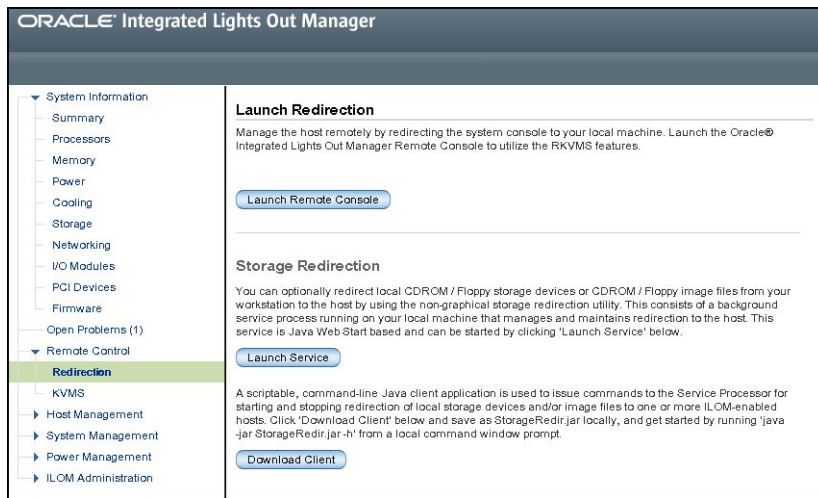 ORACLE® Integrated Lights Out Manager
System Information
Summary
Processors
Memory
Power
Cooling
Storage
Networking
I/O Modules
PCI Devices
Firmware
Open Problems (1)
Remote Control
Redirection
KVMS
Host Management
System Management
Power Management
ILOM Administration
Launch Redirection
Manage the host remotely by redirecting the system console to your local machine. Launch the Oracle®
Integrated Lights Out Manager Remote Console to utilize the RKVMS features.
Launch Remote Console
Storage Redirection
You can optionally redirect local CDROM / Floppy storage devices or CDROM / Floppy image files from your
workstation to the host by using the non-graphical storage redirection utility. This consists of a background
service process running on your local machine that manages and maintains redirection to the host. This
service is Java Web Start based and can be started by clicking 'Launch Service' below.
Launch Service
A scriptable, command-line Java client application is used to issue commands to the Service Processor for
starting and stopping redirection of local storage devices and/or image files to one or more ILOM-enabled
hosts. Click 'Download Client' below and save as StorageRedir.jar locally, and get started by running 'java
-jar StorageRedir.jar -h' from a local command window prompt.
Download Client